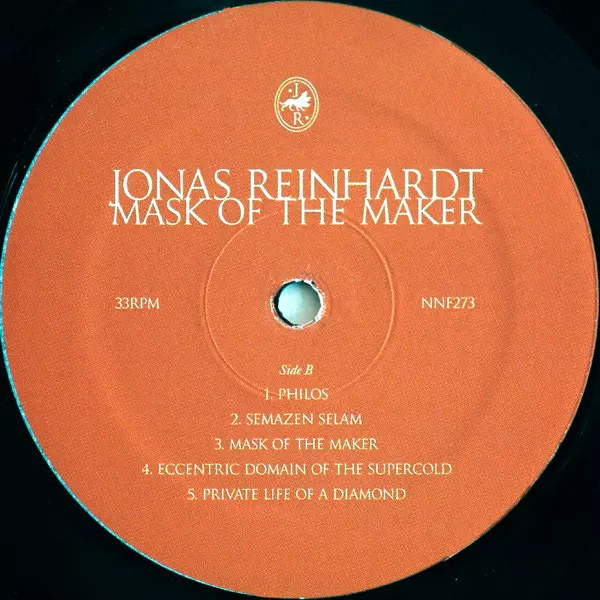 J
R
JONAS REINHARDT
MASK OF THE MAKER
33RPM
NNF273
Side B
1. PHILOS
2. SEMAZEN SELAM
3. MASK OF THE MAKER
4. ECCENTRIC DOMAIN OF THE SUPERCOLD
5. PRIVATE LIFE OF A DIAMOND